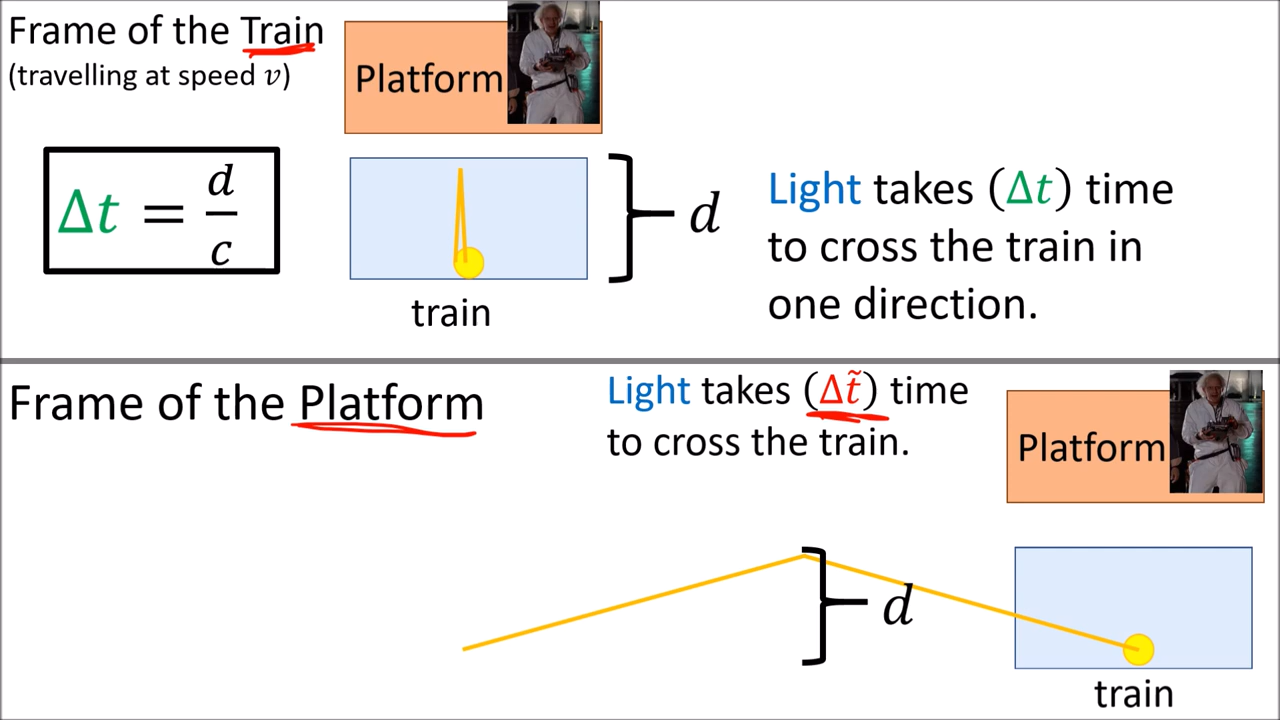 Frame of the Train
(travelling at speed v)
Platform
Δt = d/c
d
train
Light takes (Δt) time
to cross the train in
one direction.
Frame of the Platform
Light takes (Δt̃) time
to cross the train.
Platform
d
train